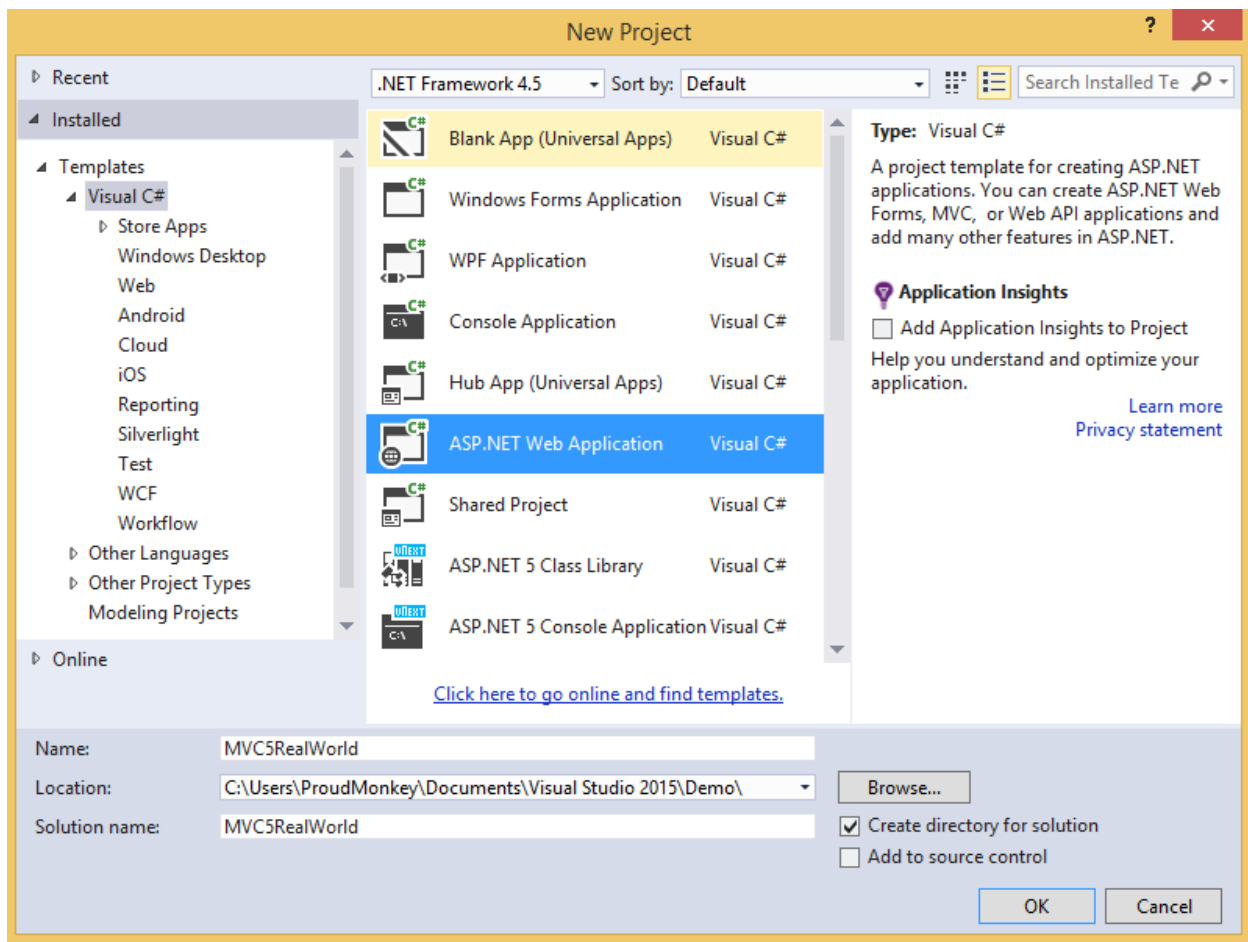 New Project
?
Recent
.NET Framework 4.5
Sort by: Default
Search Installed Te
Installed
Templates
Visual C#
Store Apps
Windows Desktop
Web
Android
Cloud
iOS
Reporting
Silverlight
Test
WCF
Workflow
Other Languages
Other Project Types
Modeling Projects
Online
C# Blank App (Universal Apps) Visual C#
C# Windows Forms Application Visual C#
C# WPF Application Visual C#
C# C:\ Console Application Visual C#
C# Hub App (Universal Apps) Visual C#
C# ASP.NET Web Application Visual C#
C# Shared Project Visual C#
VNEXT ASP.NET 5 Class Library Visual C#
VNEXT C:\ ASP.NET 5 Console Application Visual C#
Click here to go online and find templates.
Type: Visual C#
A project template for creating ASP.NET
applications. You can create ASP.NET Web
Forms, MVC, or Web API applications and
add many other features in ASP.NET.
Application Insights
Add Application Insights to Project
Help you understand and optimize your
application.
Learn more
Privacy statement
Name: MVC5RealWorld
Location: C:\Users\ProudMonkey\Documents\Visual Studio 2015\Demo\
Browse...
Solution name: MVC5RealWorld
Create directory for solution
Add to source control
OK
Cancel